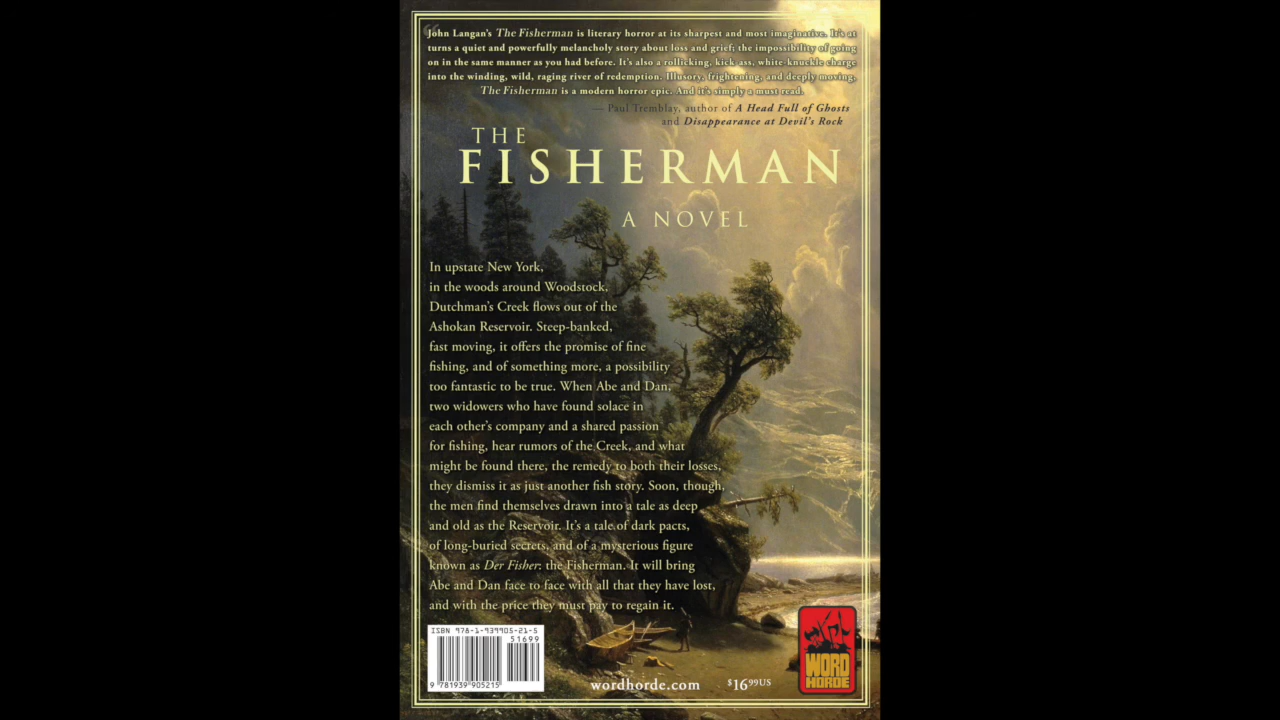 “John Langan's The Fisherman is literary horror at its sharpest and most imaginative. It's at
turns a quiet and powerfully melancholy story about loss and grief; the impossibility of going
on in the same manner as you had before. It's also a rollicking, kick-ass, white-knuckle charge
into the winding, wild, raging river of redemption. Illusory, frightening, and deeply moving,
The Fisherman is a modern horror epic. And it's simply a must read.
— Paul Tremblay, author of A Head Full of Ghosts
and Disappearance at Devil's Rock
THE
FISHERMAN
A NOVEL
In upstate New York,
in the woods around Woodstock,
Dutchman's Creek flows out of the
Ashokan Reservoir. Steep-banked,
fast moving, it offers the promise of fine
fishing, and of something more, a possibility
too fantastic to be true. When Abe and Dan,
two widowers who have found solace in
each other's company and a shared passion
for fishing, hear rumors of the Creek, and what
might be found there, the remedy to both their losses,
they dismiss it as just another fish story. Soon, though,
the men find themselves drawn into a tale as deep
and old as the Reservoir. It's a tale of dark pacts,
of long-buried secrets, and of a mysterious figure
known as Der Fisher: the Fisherman. It will bring
Abe and Dan face to face with all that they have lost,
and with the price they must pay to regain it.
ISBN 978-1-939905-21-5
51699
9 781939 905215
wordhorde.com
$16.99US
WORD
HORDE